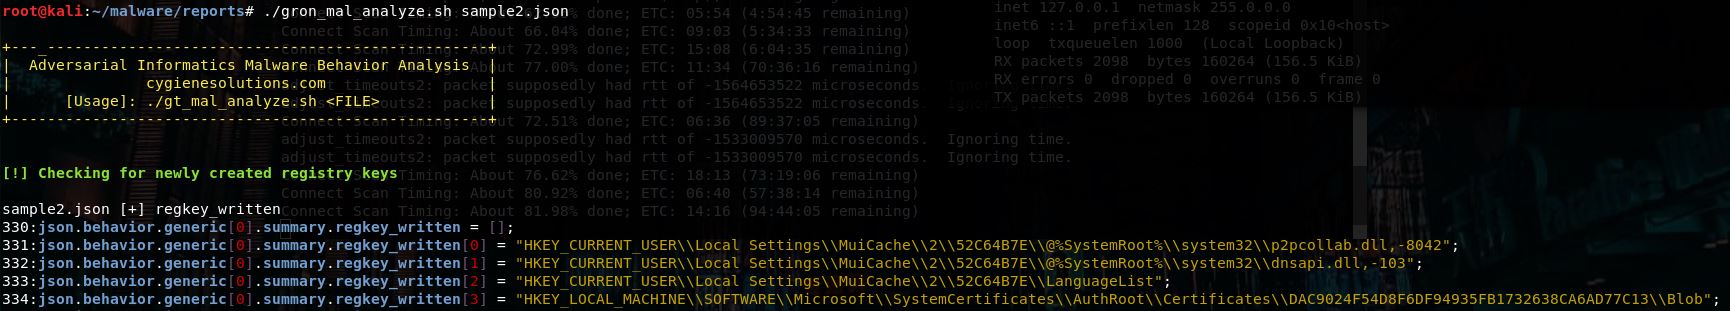 root@kali:~/malware/reports# ./gron_mal_analyze.sh sample2.json
+---_-------------------------------------------------+
|  Adversarial Informatics Malware Behavior Analysis  |
|               cygienesolutions.com                  |
|      [Usage]: ./gt_mal_analyze.sh <FILE>            |
+-----------------------------------------------------+
[!] Checking for newly created registry keys
sample2.json [+] regkey_written
330:json.behavior.generic[0].summary.regkey_written = [];
331:json.behavior.generic[0].summary.regkey_written[0] = "HKEY_CURRENT_USER\\Local Settings\\MuiCache\\2\\52C64B7E\\@%SystemRoot%\\system32\\p2pcollab.dll,-8042";
332:json.behavior.generic[0].summary.regkey_written[1] = "HKEY_CURRENT_USER\\Local Settings\\MuiCache\\2\\52C64B7E\\@%SystemRoot%\\system32\\dnsapi.dll,-103";
333:json.behavior.generic[0].summary.regkey_written[2] = "HKEY_CURRENT_USER\\Local Settings\\MuiCache\\2\\52C64B7E\\LanguageList";
334:json.behavior.generic[0].summary.regkey_written[3] = "HKEY_LOCAL_MACHINE\\SOFTWARE\\Microsoft\\SystemCertificates\\AuthRoot\\Certificates\\DAC9024F54D8F6DF94935FB1732638CA6AD77C13\\Blob";
05:54 (4:54:45 remaining)
Connect Scan Timing: About 66.04% done; ETC: 09:03 (5:34:33 remaining)
72.99% done; ETC: 15:08 (6:04:35 remaining)
77.00% done; ETC: 11:34 (70:36:16 remaining)
adjust_timeouts2: packet supposedly had rtt of -1564653522 microseconds.
adjust_timeouts2: packet supposedly had rtt of -1564653522 microseconds.
72.51% done; ETC: 06:36 (89:37:05 remaining)
adjust_timeouts2: packet supposedly had rtt of -1533009570 microseconds.  Ignoring time.
adjust_timeouts2: packet supposedly had rtt of -1533009570 microseconds.  Ignoring time.
76.62% done; ETC: 18:13 (73:19:06 remaining)
Connect Scan Timing: About 80.92% done; ETC: 06:40 (57:38:14 remaining)
Connect Scan Timing: About 81.98% done; ETC: 14:16 (94:44:05 remaining)
inet 127.0.0.1  netmask 255.0.0.0
inet6 ::1  prefixlen 128  scopeid 0x10<host>
loop  txqueuelen 1000  (Local Loopback)
RX packets 2098  bytes 160264 (156.5 KiB)
RX errors 0  dropped 0  overruns 0  frame 0
TX packets 2098  bytes 160264 (156.5 KiB)